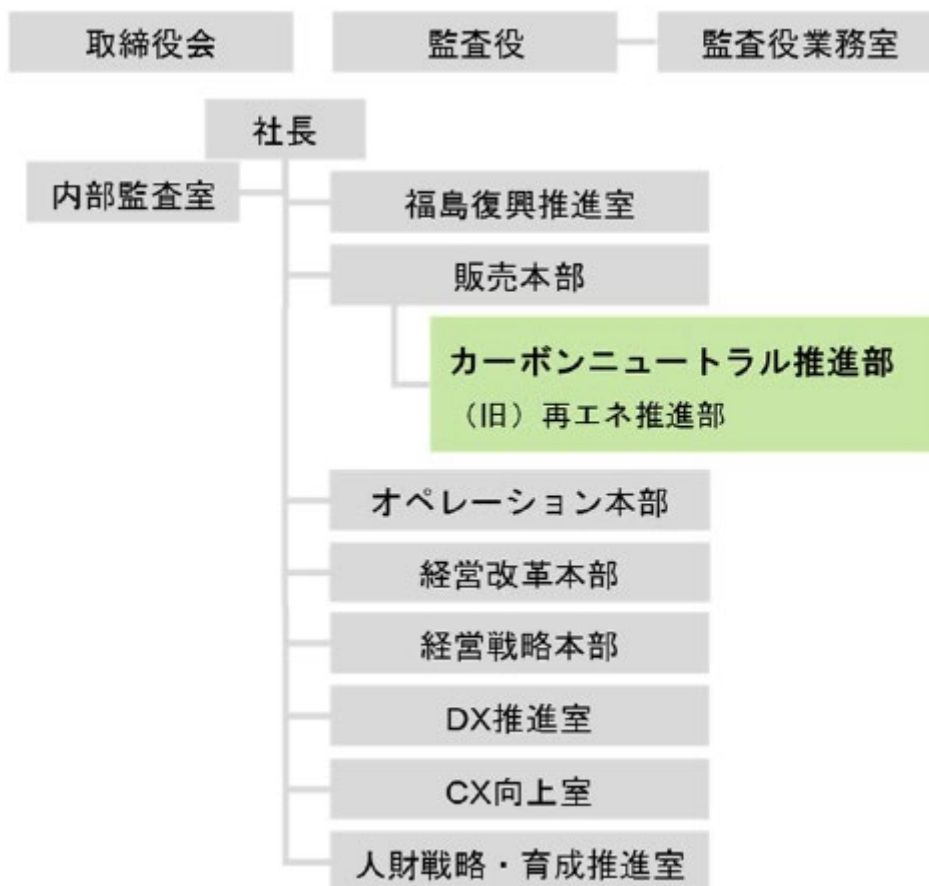 取締役会
監査役
監査役業務室
社長
内部監査室
福島復興推進室
販売本部
カーボンニュートラル推進部
（旧）再エネ推進部
オペレーション本部
経営改革本部
経営戦略本部
DX推進室
CX向上室
人財戦略・育成推進室